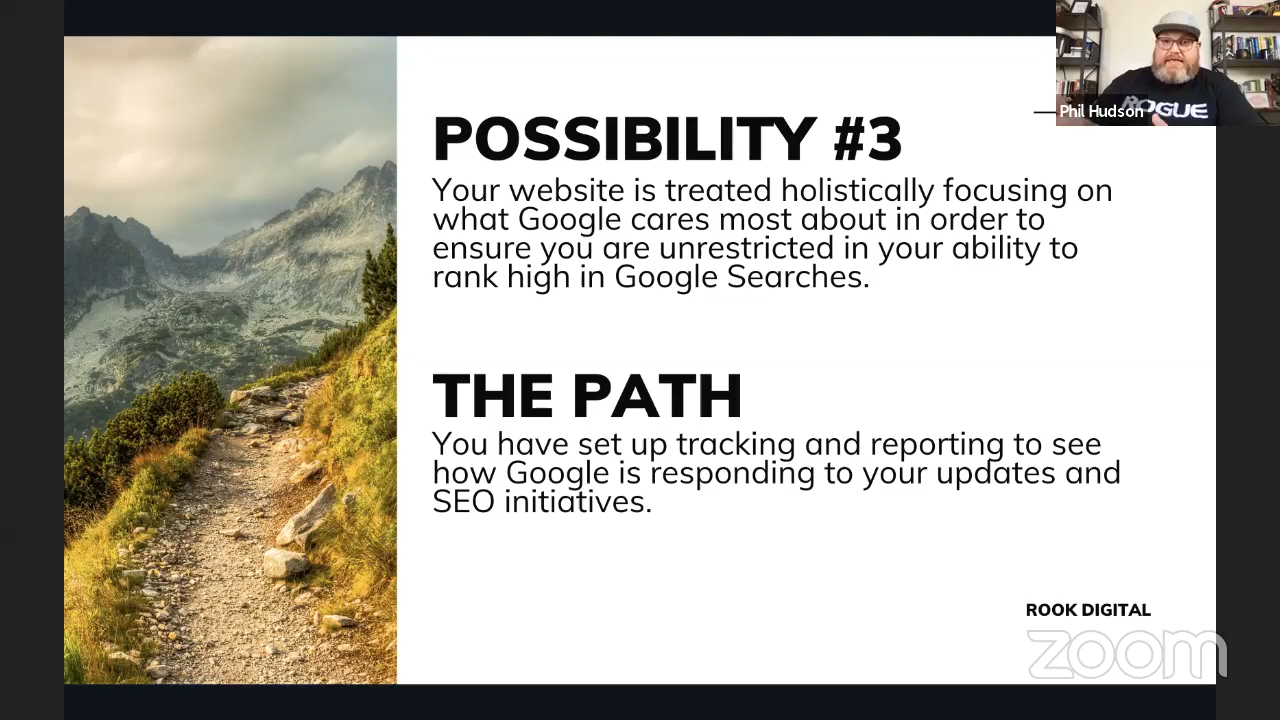 POSSIBILITY #3
Your website is treated holistically focusing on
what Google cares most about in order to
ensure you are unrestricted in your ability to
rank high in Google Searches.
THE PATH
You have set up tracking and reporting to see
how Google is responding to your updates and
SEO initiatives.
ROOK DIGITAL
zoom
ROGUE
Phil Hudson